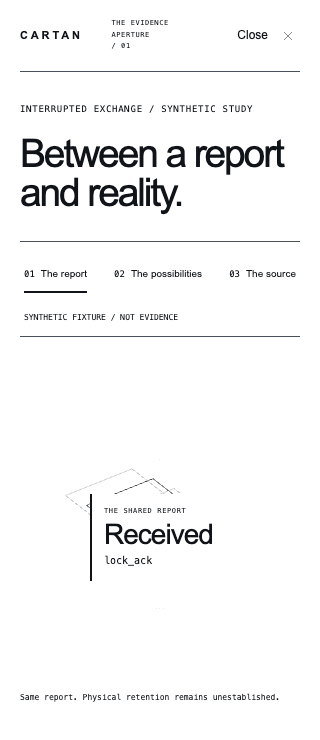 CARTAN
THE EVIDENCE
APERTURE
/ 01
Close
INTERRUPTED EXCHANGE / SYNTHETIC STUDY
Between a report
and reality.
01 The report
02 The possibilities
03 The source
SYNTHETIC FIXTURE / NOT EVIDENCE
THE SHARED REPORT
Received
lock_ack
Same report. Physical retention remains unestablished.